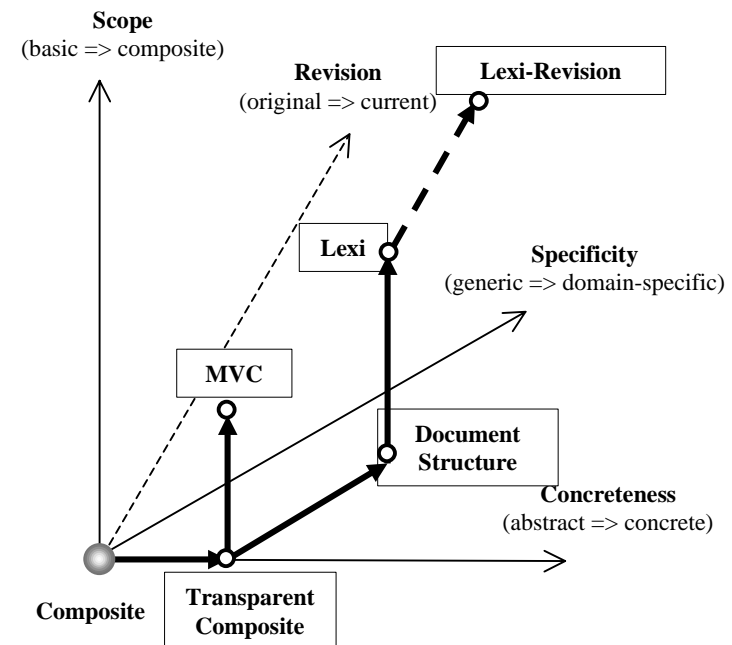 Scope
(basic => composite)
Revision
(original => current)
Lexi-Revision
Lexi
Specificity
(generic => domain-specific)
MVC
Document
Structure
Concreteness
(abstract => concrete)
Composite
Transparent
Composite